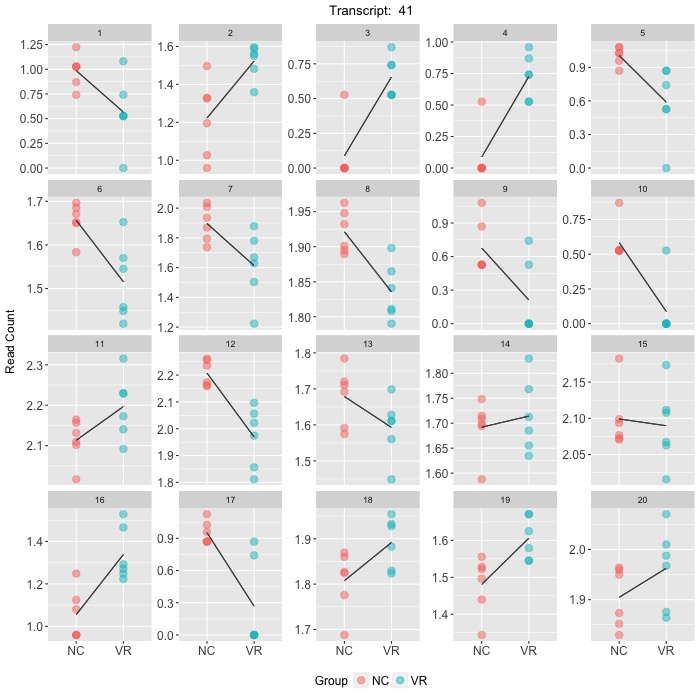 Transcript: 41
1 2 3 4 5
1.25 1.00 0.75 0.50 0.25 0.00
1.6 1.4 1.2 1.0
0.75 0.50 0.25 0.00
1.00 0.75 0.50 0.25 0.00
0.9 0.6 0.3 0.0
6 7 8 9 10
1.7 1.6 1.5
2.0 1.8 1.6 1.4 1.2
1.95 1.90 1.85 1.80
0.9 0.6 0.3 0.0
0.75 0.50 0.25 0.00
Read Count
11 12 13 14 15
2.3 2.2 2.1
2.2 2.1 2.0 1.9 1.8
1.8 1.7 1.6 1.5
1.80 1.75 1.70 1.65 1.60
2.15 2.10 2.05
16 17 18 19 20
1.4 1.2 1.0
0.9 0.6 0.3 0.0
1.9 1.8 1.7
1.6 1.5 1.4
2.0 1.9
NC VR NC VR NC VR NC VR NC VR
Group NC VR